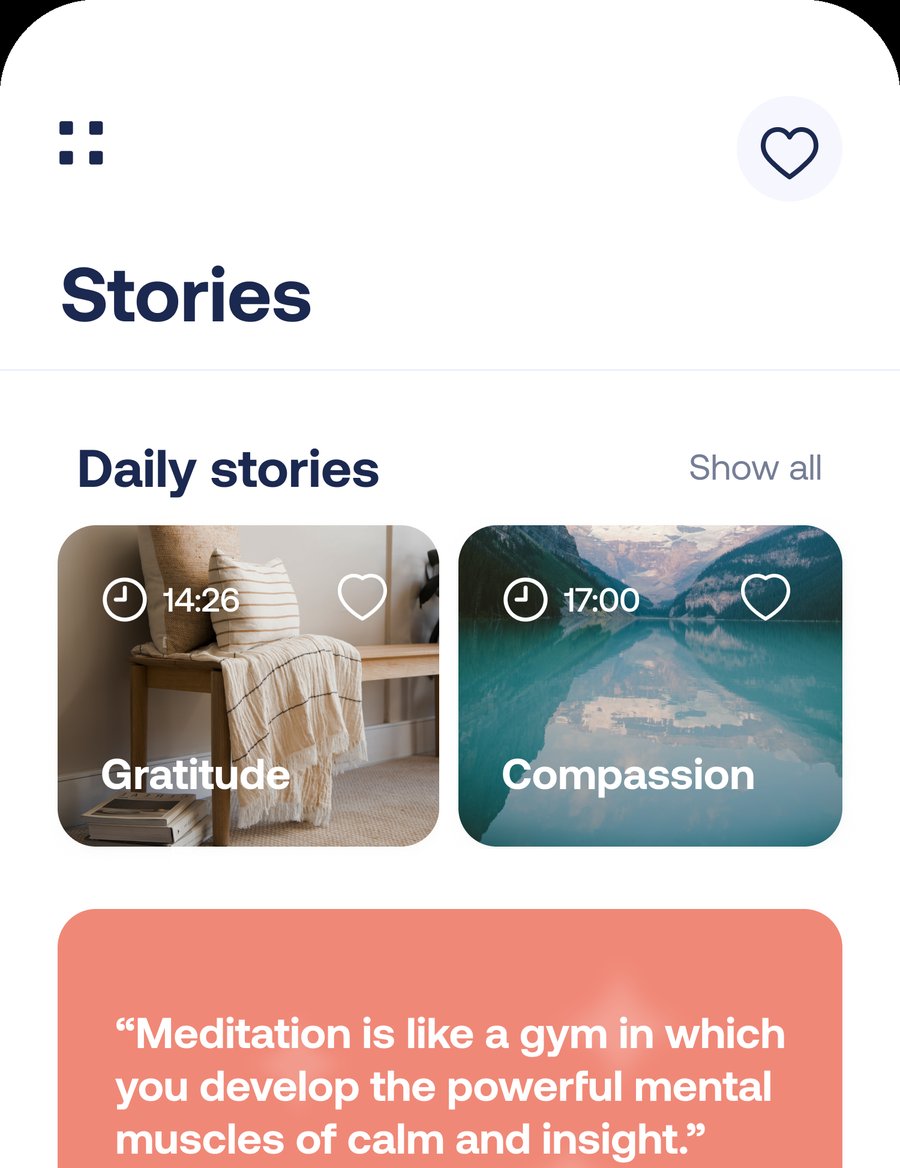 Stories
Daily stories
Show all
14:26
17:00
Gratitude
Compassion
“Meditation is like a gym in which
you develop the powerful mental
muscles of calm and insight.”